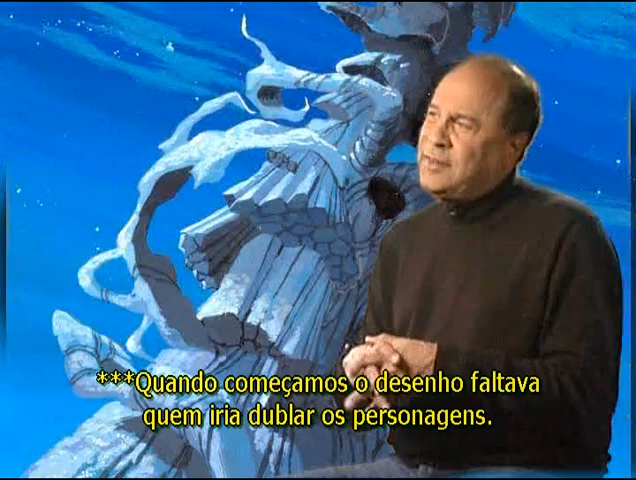 ***Quando começamos o desenho faltava
quem iria dublar os personagens.